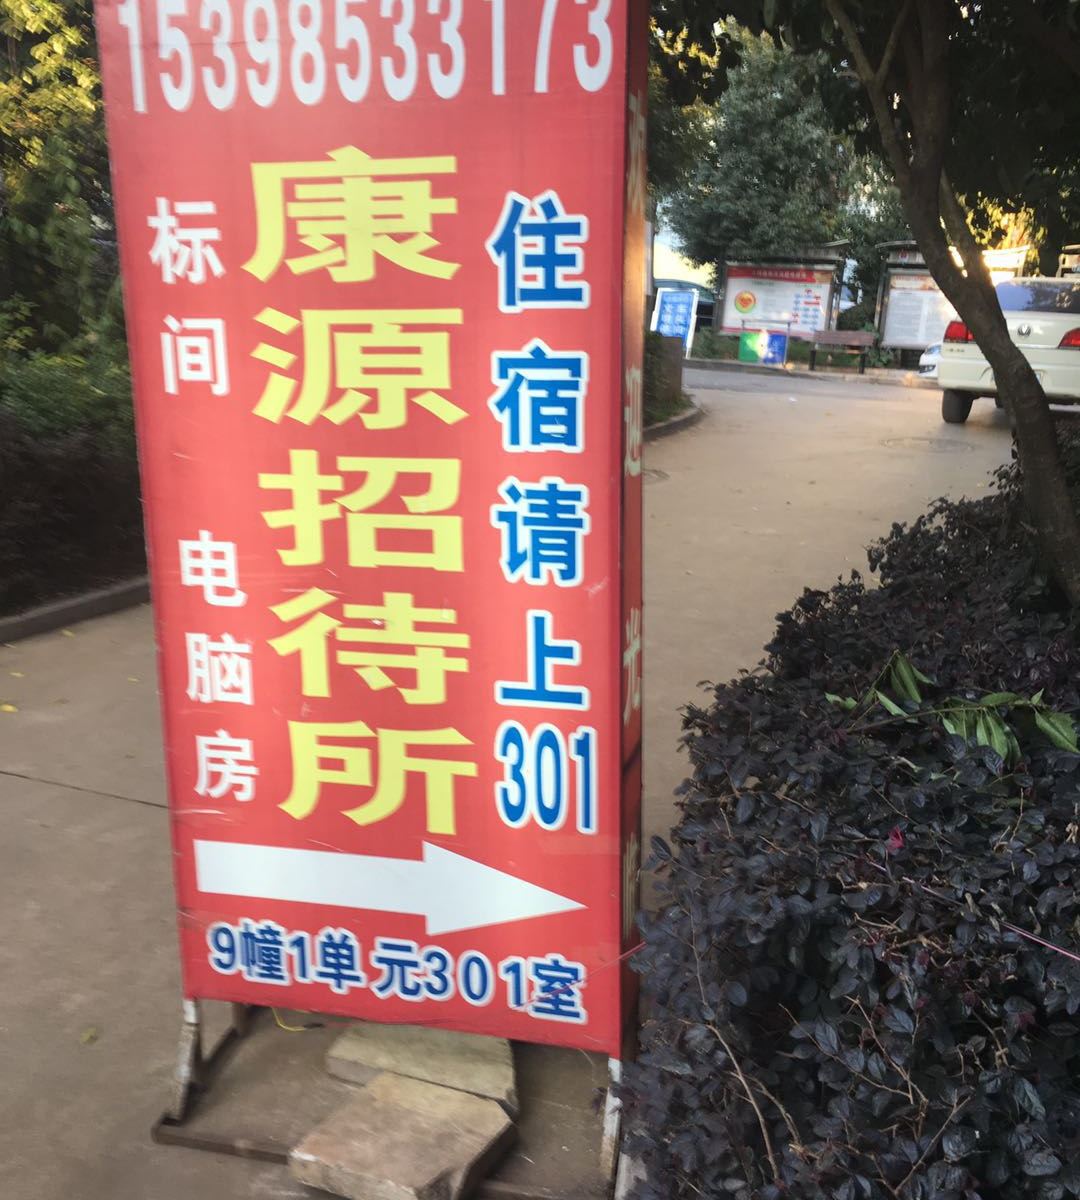 15398533173
康源招待所
标间 电脑房
住宿请上301
9幢1单元301室